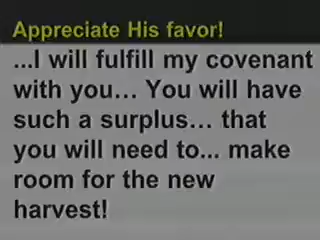 Appreciate His favor!
...I will fulfill my covenant
with you... You will have
such a surplus... that
you will need to... make
room for the new
harvest!